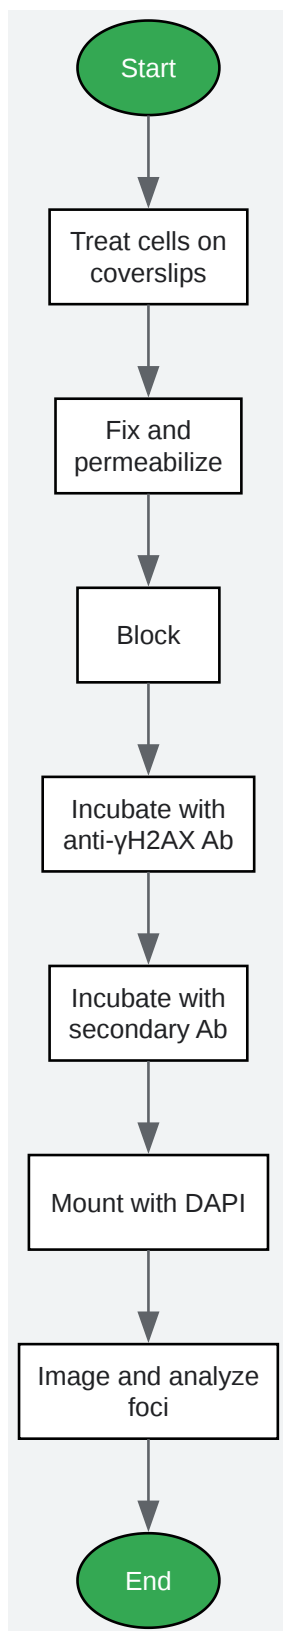 Start
Treat cells on
coverslips
Fix and
permeabilize
Block
Incubate with
anti-γH2AX Ab
Incubate with
secondary Ab
Mount with DAPI
Image and analyze
foci
End